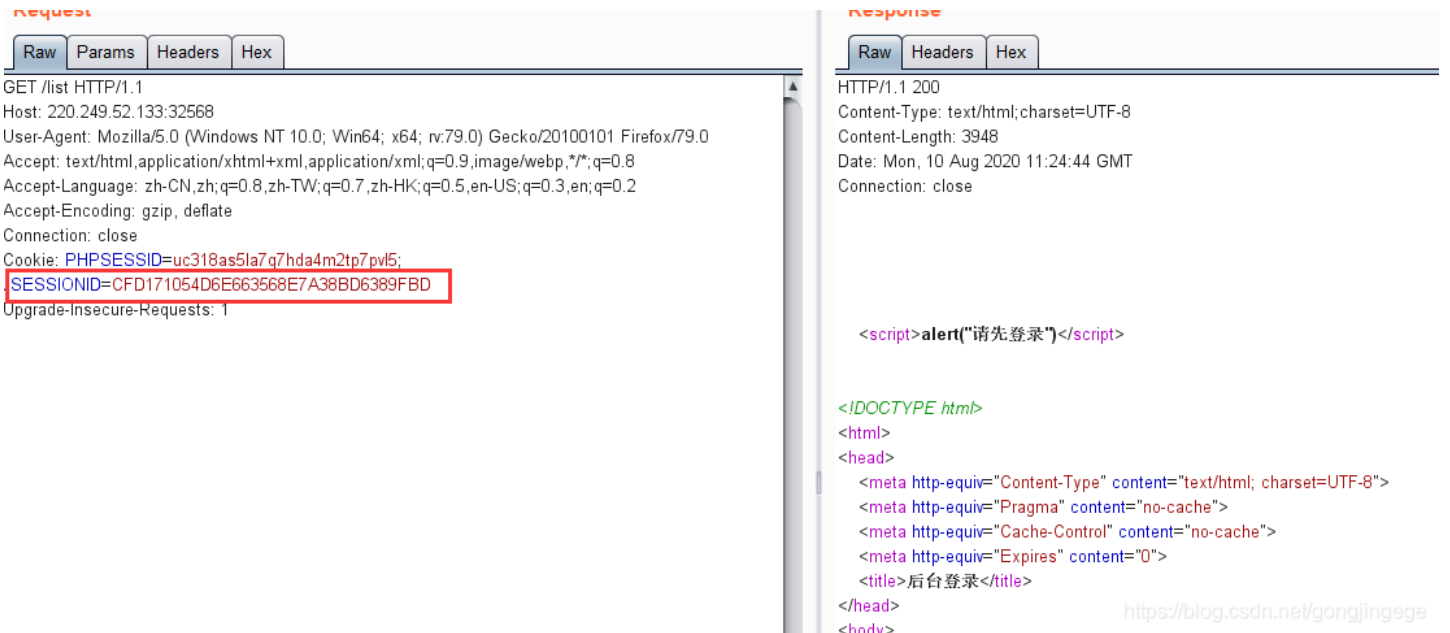 Request
Raw Params Headers Hex
GET /list HTTP/1.1
Host: 220.249.52.133:32568
User-Agent: Mozilla/5.0 (Windows NT 10.0; Win64; x64; rv:79.0) Gecko/20100101 Firefox/79.0
Accept: text/html,application/xhtml+xml,application/xml;q=0.9,image/webp,*/*;q=0.8
Accept-Language: zh-CN,zh;q=0.8,zh-TW;q=0.7,zh-HK;q=0.5,en-US;q=0.3,en;q=0.2
Accept-Encoding: gzip, deflate
Connection: close
Cookie: PHPSESSID=uc318as5la7q7hda4m2tp7pvl5;
SESSIONID=CFD171054D6E663568E7A38BD6389FBD
Upgrade-Insecure-Requests: 1
Response
Raw Headers Hex
HTTP/1.1 200
Content-Type: text/html;charset=UTF-8
Content-Length: 3948
Date: Mon, 10 Aug 2020 11:24:44 GMT
Connection: close
<script>alert("请先登录")</script>
<!DOCTYPE html>
<html>
<head>
<meta http-equiv="Content-Type" content="text/html; charset=UTF-8">
<meta http-equiv="Pragma" content="no-cache">
<meta http-equiv="Cache-Control" content="no-cache">
<meta http-equiv="Expires" content="0">
<title>后台登录</title>
</head>
<body>
https://blog.csdn.net/gongjingege